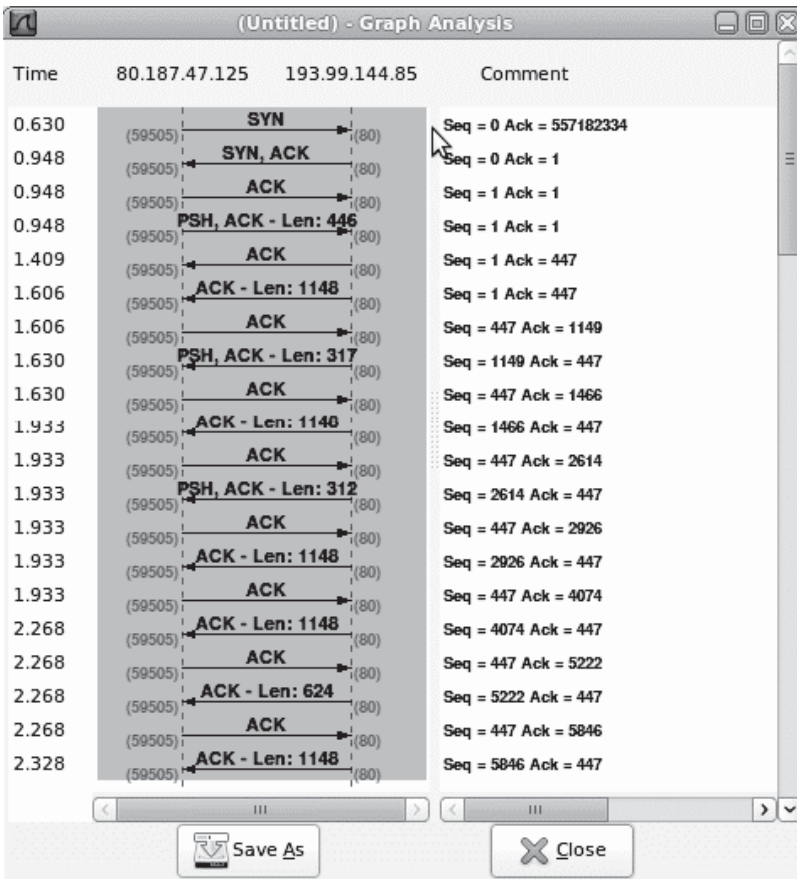 (Untitled) - Graph Analysis
Time 80.187.47.125 193.99.144.85 Comment
0.630 (59505) SYN (80) Seq = 0 Ack = 557182334
0.948 (59505) SYN, ACK (80) Seq = 0 Ack = 1
0.948 (59505) ACK (80) Seq = 1 Ack = 1
0.948 (59505) PSH, ACK - Len: 446 (80) Seq = 1 Ack = 1
1.409 (59505) ACK (80) Seq = 1 Ack = 447
1.606 (59505) ACK - Len: 1148 (80) Seq = 1 Ack = 447
1.606 (59505) ACK (80) Seq = 447 Ack = 1149
1.630 (59505) PSH, ACK - Len: 317 (80) Seq = 1149 Ack = 447
1.630 (59505) ACK (80) Seq = 447 Ack = 1466
1.933 (59505) ACK - Len: 1148 (80) Seq = 1466 Ack = 447
1.933 (59505) ACK (80) Seq = 447 Ack = 2614
1.933 (59505) PSH, ACK - Len: 312 (80) Seq = 2614 Ack = 447
1.933 (59505) ACK (80) Seq = 447 Ack = 2926
1.933 (59505) ACK - Len: 1148 (80) Seq = 2926 Ack = 447
1.933 (59505) ACK (80) Seq = 447 Ack = 4074
2.268 (59505) ACK - Len: 1148 (80) Seq = 4074 Ack = 447
2.268 (59505) ACK (80) Seq = 447 Ack = 5222
2.268 (59505) ACK - Len: 624 (80) Seq = 5222 Ack = 447
2.268 (59505) ACK (80) Seq = 447 Ack = 5846
2.328 (59505) ACK - Len: 1148 (80) Seq = 5846 Ack = 447
Save As Close